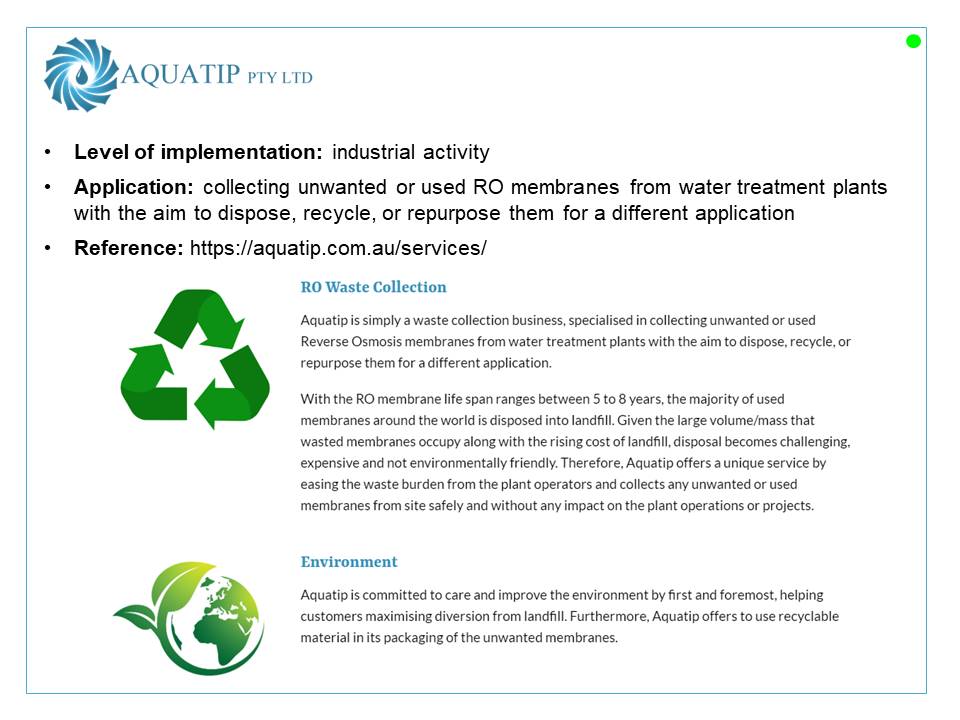 AQUATIP PTY LTD
• Level of implementation: industrial activity
• Application: collecting unwanted or used RO membranes from water treatment plants
with the aim to dispose, recycle, or repurpose them for a different application
• Reference: https://aquatip.com.au/services/
RO Waste Collection
Aquatip is simply a waste collection business, specialised in collecting unwanted or used
Reverse Osmosis membranes from water treatment plants with the aim to dispose, recycle, or
repurpose them for a different application.
With the RO membrane life span ranges between 5 to 8 years, the majority of used
membranes around the world is disposed into landfill. Given the large volume/mass that
wasted membranes occupy along with the rising cost of landfill, disposal becomes challenging,
expensive and not environmentally friendly. Therefore, Aquatip offers a unique service by
easing the waste burden from the plant operators and collects any unwanted or used
membranes from site safely and without any impact on the plant operations or projects.
Environment
Aquatip is committed to care and improve the environment by first and foremost, helping
customers maximising diversion from landfill. Furthermore, Aquatip offers to use recyclable
material in its packaging of the unwanted membranes.